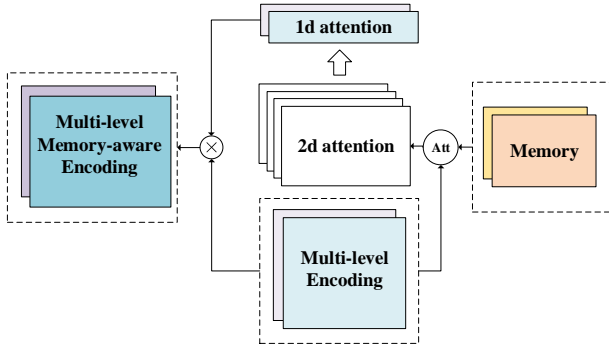 1d attention
Multi-level
Memory-aware
Encoding
2d attention
Att
Memory
Multi-level
Encoding